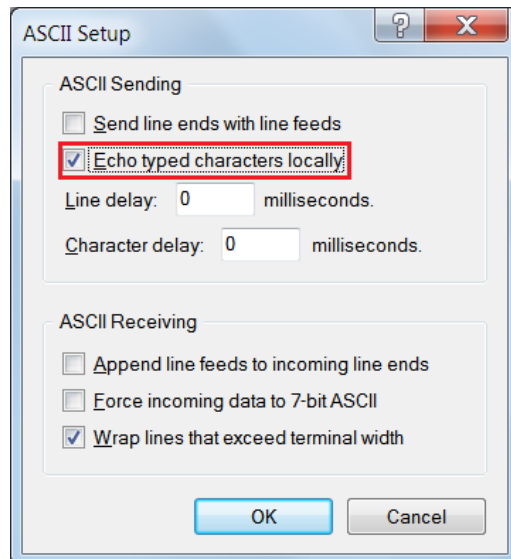 ASCII Setup
ASCII Sending
Send line ends with line feeds
Echo typed characters locally
Line delay: 0 milliseconds.
Character delay: 0 milliseconds.
ASCII Receiving
Append line feeds to incoming line ends
Force incoming data to 7-bit ASCII
Wrap lines that exceed terminal width
OK Cancel